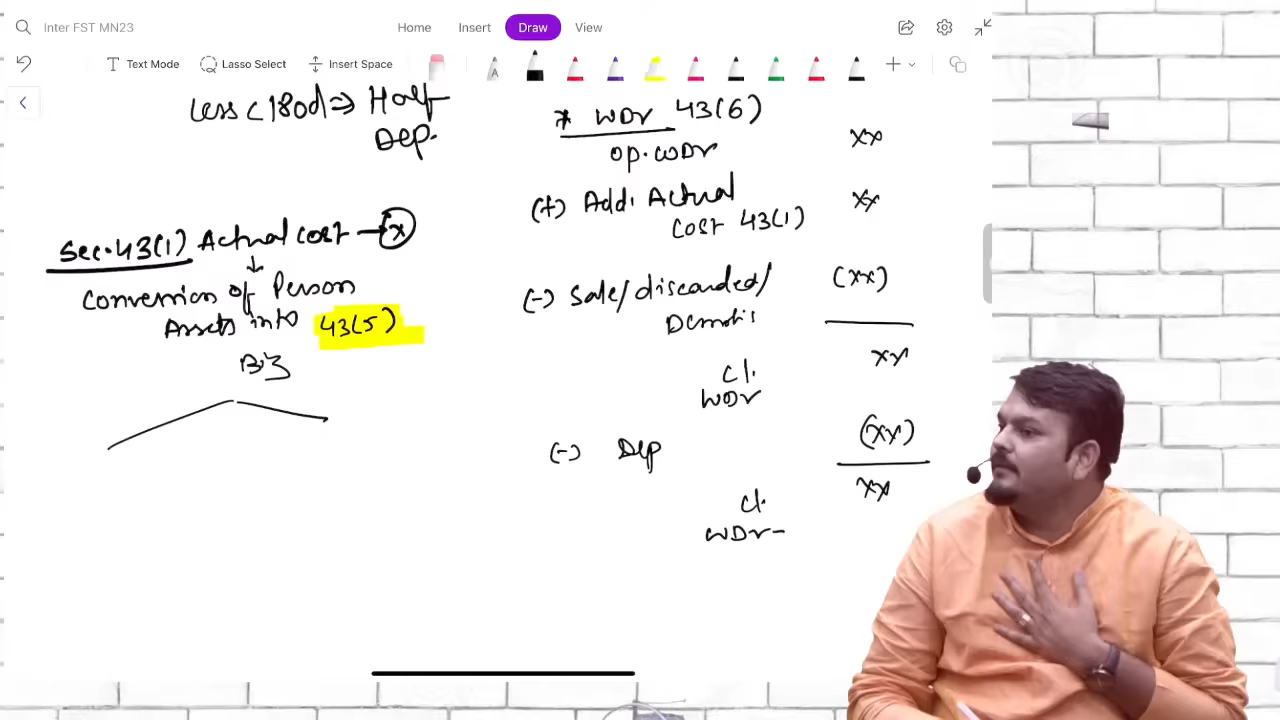 Inter FST MN23
Home
Insert
Draw
View
Text Mode
Lasso Select
Insert Space
Less < 180d => Half
Dep.
Sec. 43(1) Actual cost → x
↓
Conversion of Person
Assets into 43(5)
Biz
* WDV 43(6)
op. WDV xx
(+) Add: Actual xx
Cost 43(1)
(-) Sale/discarded/ (xx)
Demolis
xx
Cl.
WDV
(-) Dep (xx)
xx
Cl.
WDV -